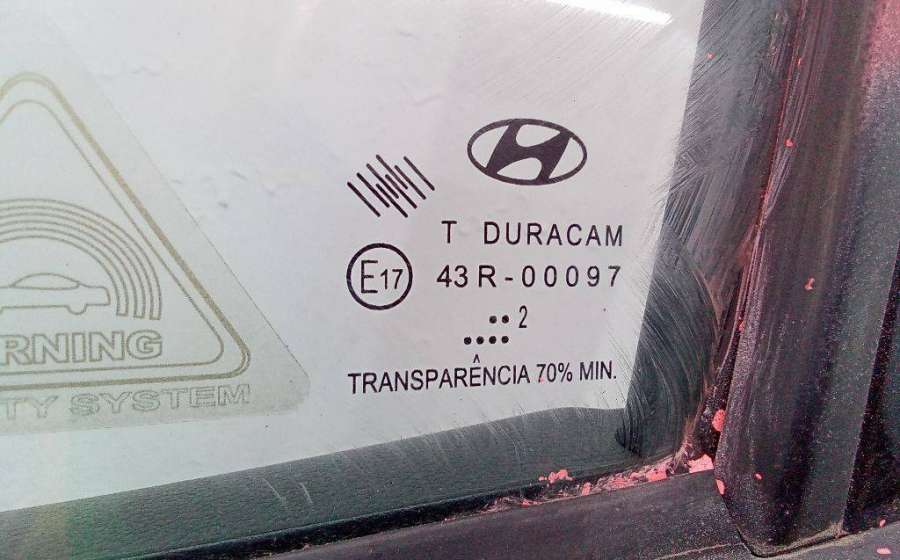 T DURACAM
E17
43R-00097
••2
••••
TRANSPARÊNCIA 70% MIN.
RNING
TY SYSTEM